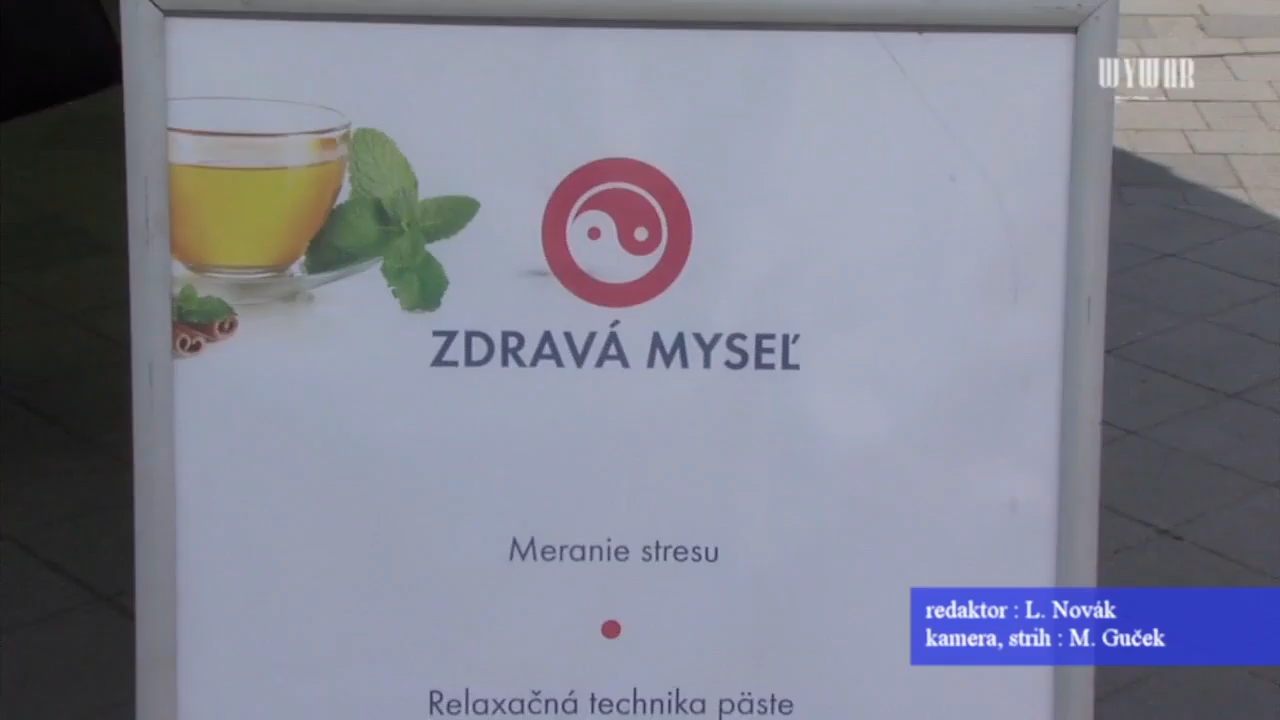 WYWAR
ZDRAVÁ MYSEĽ
Meranie stresu
Relaxačná technika päste
redaktor : L. Novák
kamera, strih : M. Guček